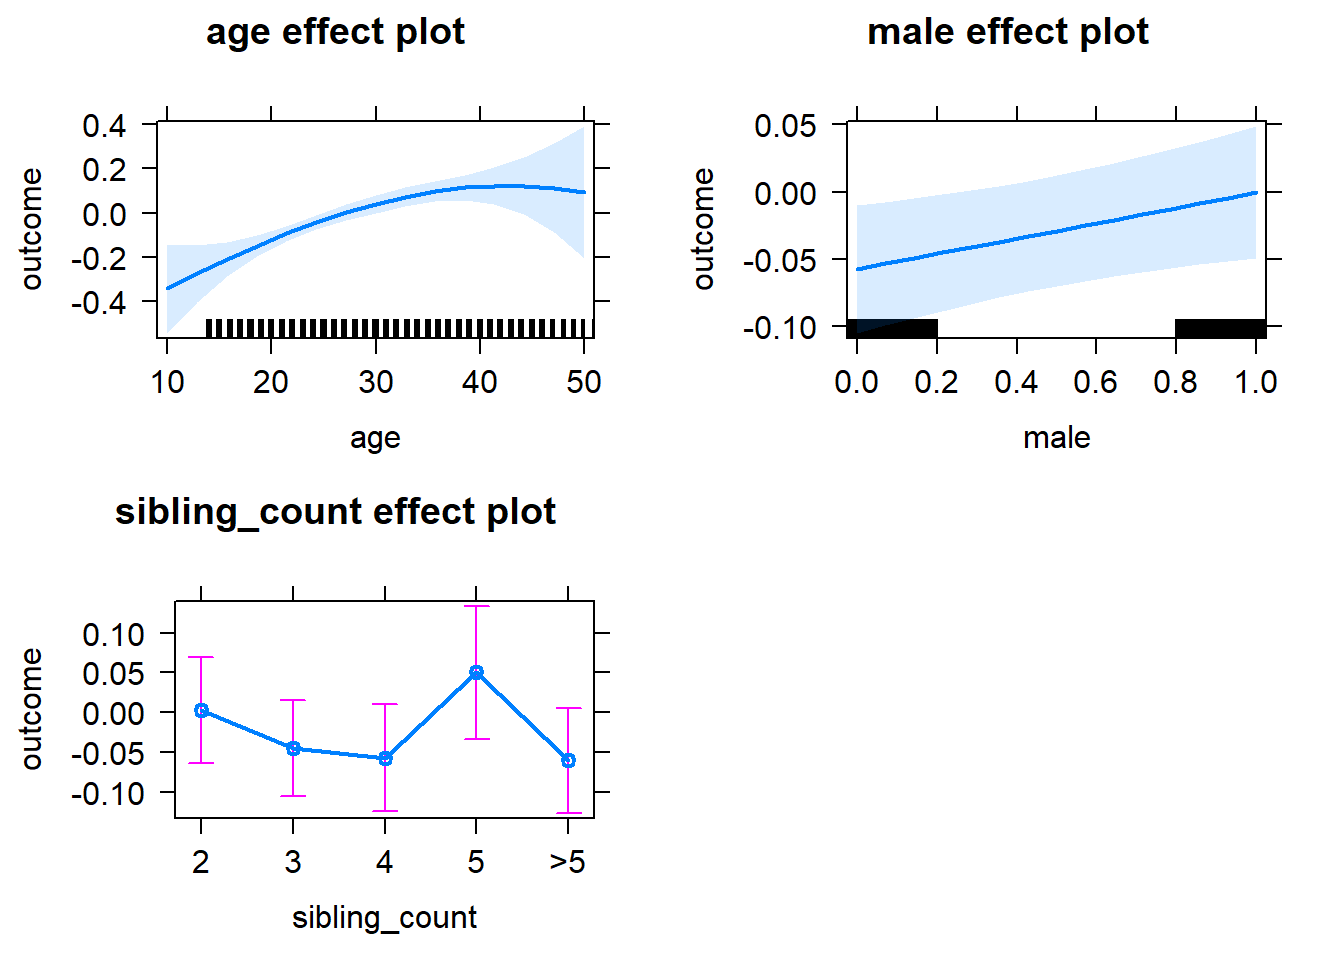 age effect plot
0.4
0.2
0.0
-0.2
-0.4
outcome
10 20 30 40 50
age
male effect plot
0.05
0.00
-0.05
-0.10
outcome
0.0 0.2 0.4 0.6 0.8 1.0
male
sibling_count effect plot
0.10
0.05
0.00
-0.05
-0.10
outcome
2 3 4 5 >5
sibling_count